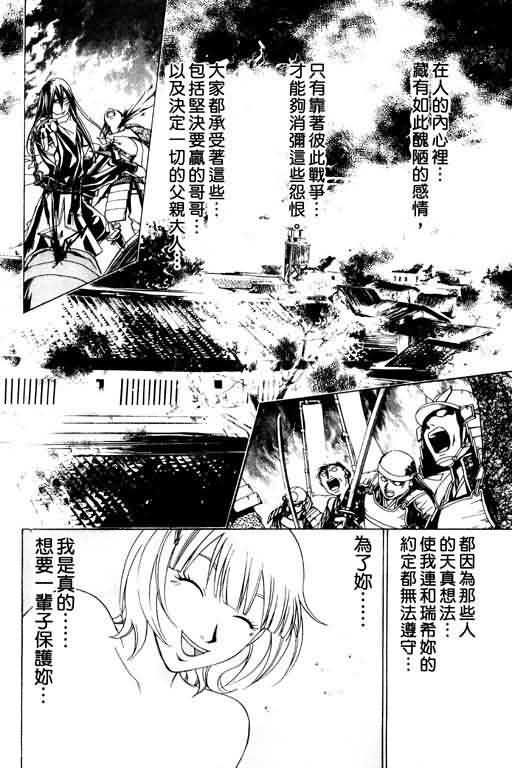 在人的內心裡…
藏有如此醜陋的感情，
只有靠著彼此戰爭…
才能夠消彌這些怨恨。
大家都承受著這些…
包括堅決要贏的哥哥…
以及決定一切的父親大人…
都因為那些人
的天真想法…
使我連和瑞希妳的
約定都無法遵守…
為了妳……
我是真的……
想要一輩子保護妳…